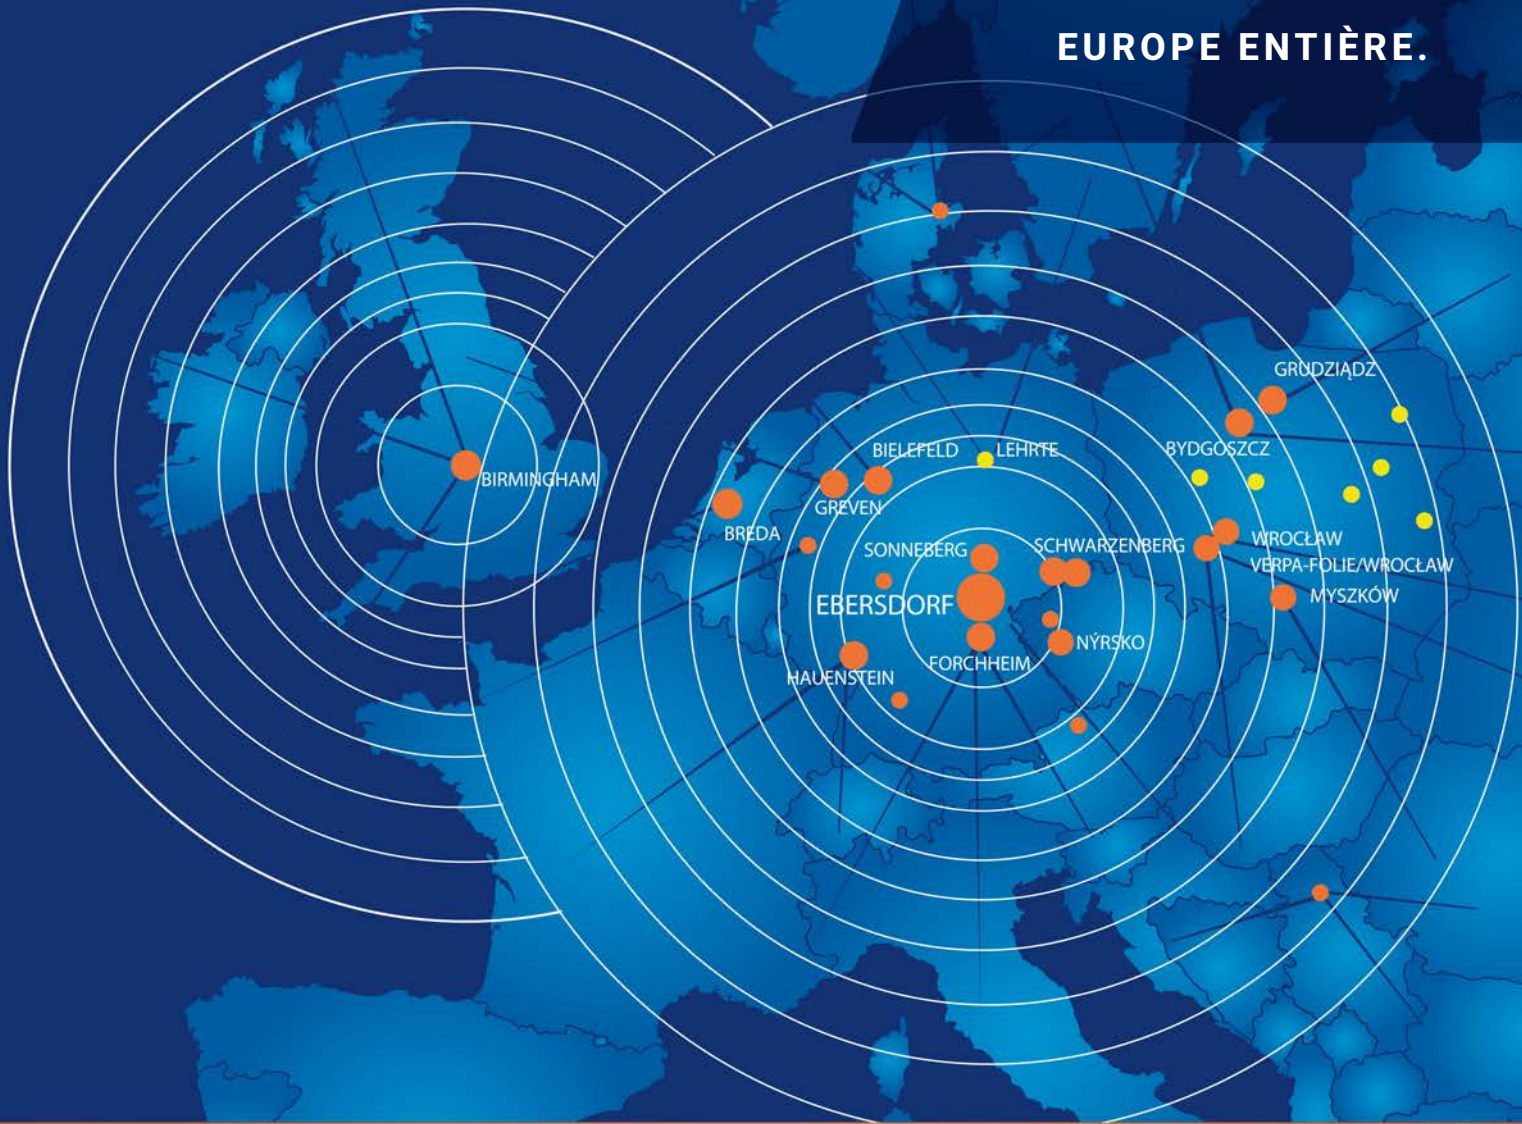 EUROPE ENTIÈRE.
GRUDZIĄDZ
BYDGOSZCZ
BIELEFELD
LEHRTE
BIRMINGHAM
GREVEN
BREDA
SONNEBERG
SCHWARZENBERG
WROCŁAW
VERPA-FOLIE/WROCŁAW
EBERSDORF
MYSZKÓW
NÝRSKO
FORCHHEIM
HAUENSTEIN